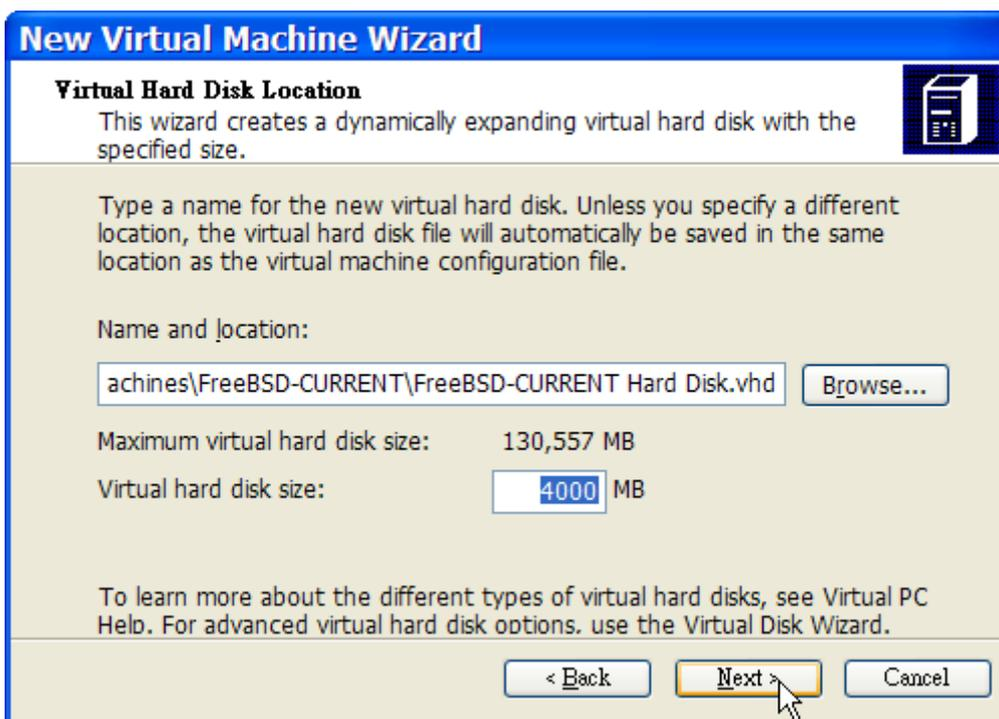 New Virtual Machine Wizard
Virtual Hard Disk Location
This wizard creates a dynamically expanding virtual hard disk with the
specified size.
Type a name for the new virtual hard disk. Unless you specify a different
location, the virtual hard disk file will automatically be saved in the same
location as the virtual machine configuration file.
Name and location:
achines\FreeBSD-CURRENT\FreeBSD-CURRENT Hard Disk.vhd Browse...
Maximum virtual hard disk size: 130,557 MB
Virtual hard disk size: 4000 MB
To learn more about the different types of virtual hard disks, see Virtual PC
Help. For advanced virtual hard disk options, use the Virtual Disk Wizard.
< Back Next > Cancel